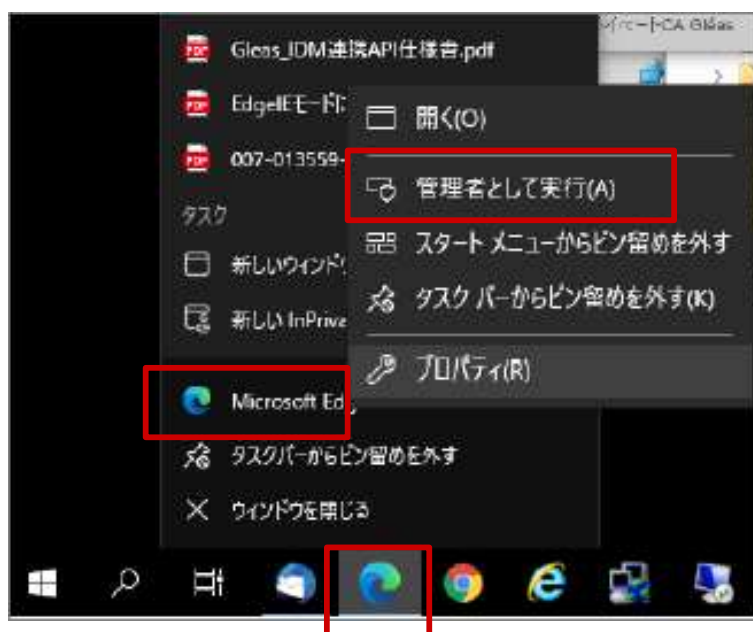 Gleas_IDM連携API仕様書.pdf
EdgeIEモードに
007-013559-
タスク
新しいウィンドウ
新しい InPriva
Microsoft Edg
タスクバーからピン留めを外す
ウィンドウを閉じる
開く(O)
管理者として実行(A)
スタート メニューからピン留めを外す
タスク バーからピン留めを外す(K)
プロパティ(R)
CA Gléas